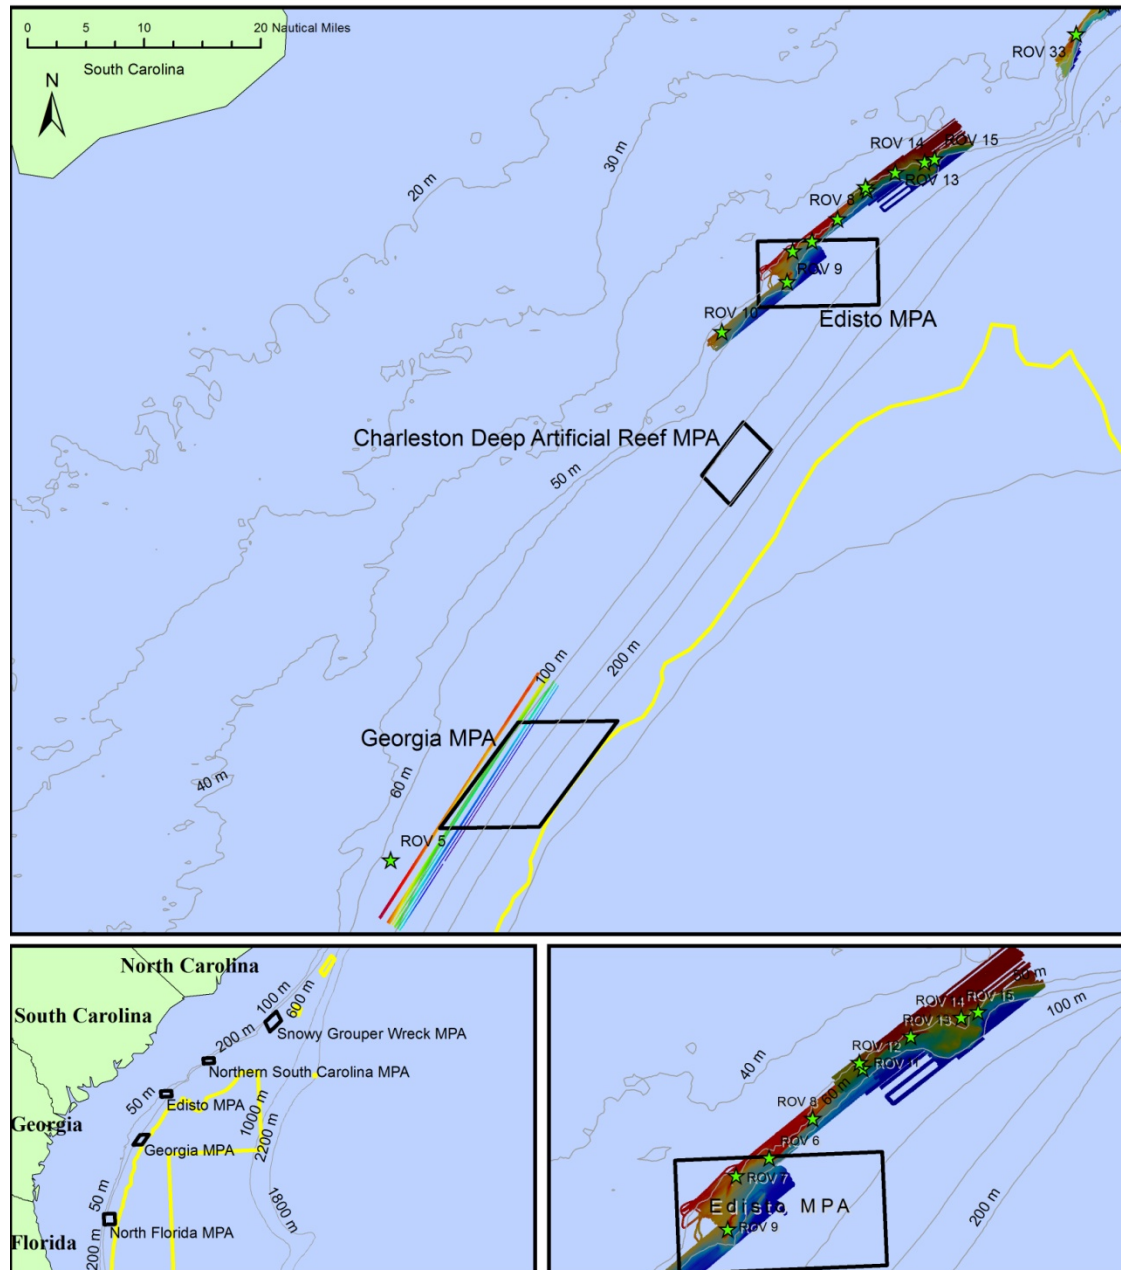 0 5 10 20 Nautical Miles
South Carolina
N
ROV 33
30 m
20 m
ROV 14
ROV 15
ROV 13
ROV 8
ROV 9
ROV 10
Edisto MPA
Charleston Deep Artificial Reef MPA
50 m
200 m
100 m
Georgia MPA
60 m
40 m
ROV 5
North Carolina
South Carolina
100 m
600 m
Snowy Grouper Wreck MPA
200 m
Northern South Carolina MPA
50 m
Edisto MPA
1000 m
2200 m
Georgia
Georgia MPA
50 m
1800 m
North Florida MPA
Florida
200 m
50 m
ROV 14
ROV 15
100 m
ROV 13
40 m
ROV 12
ROV 11
60 m
ROV 8
ROV 6
ROV 7
Edisto MPA
ROV 9
200 m